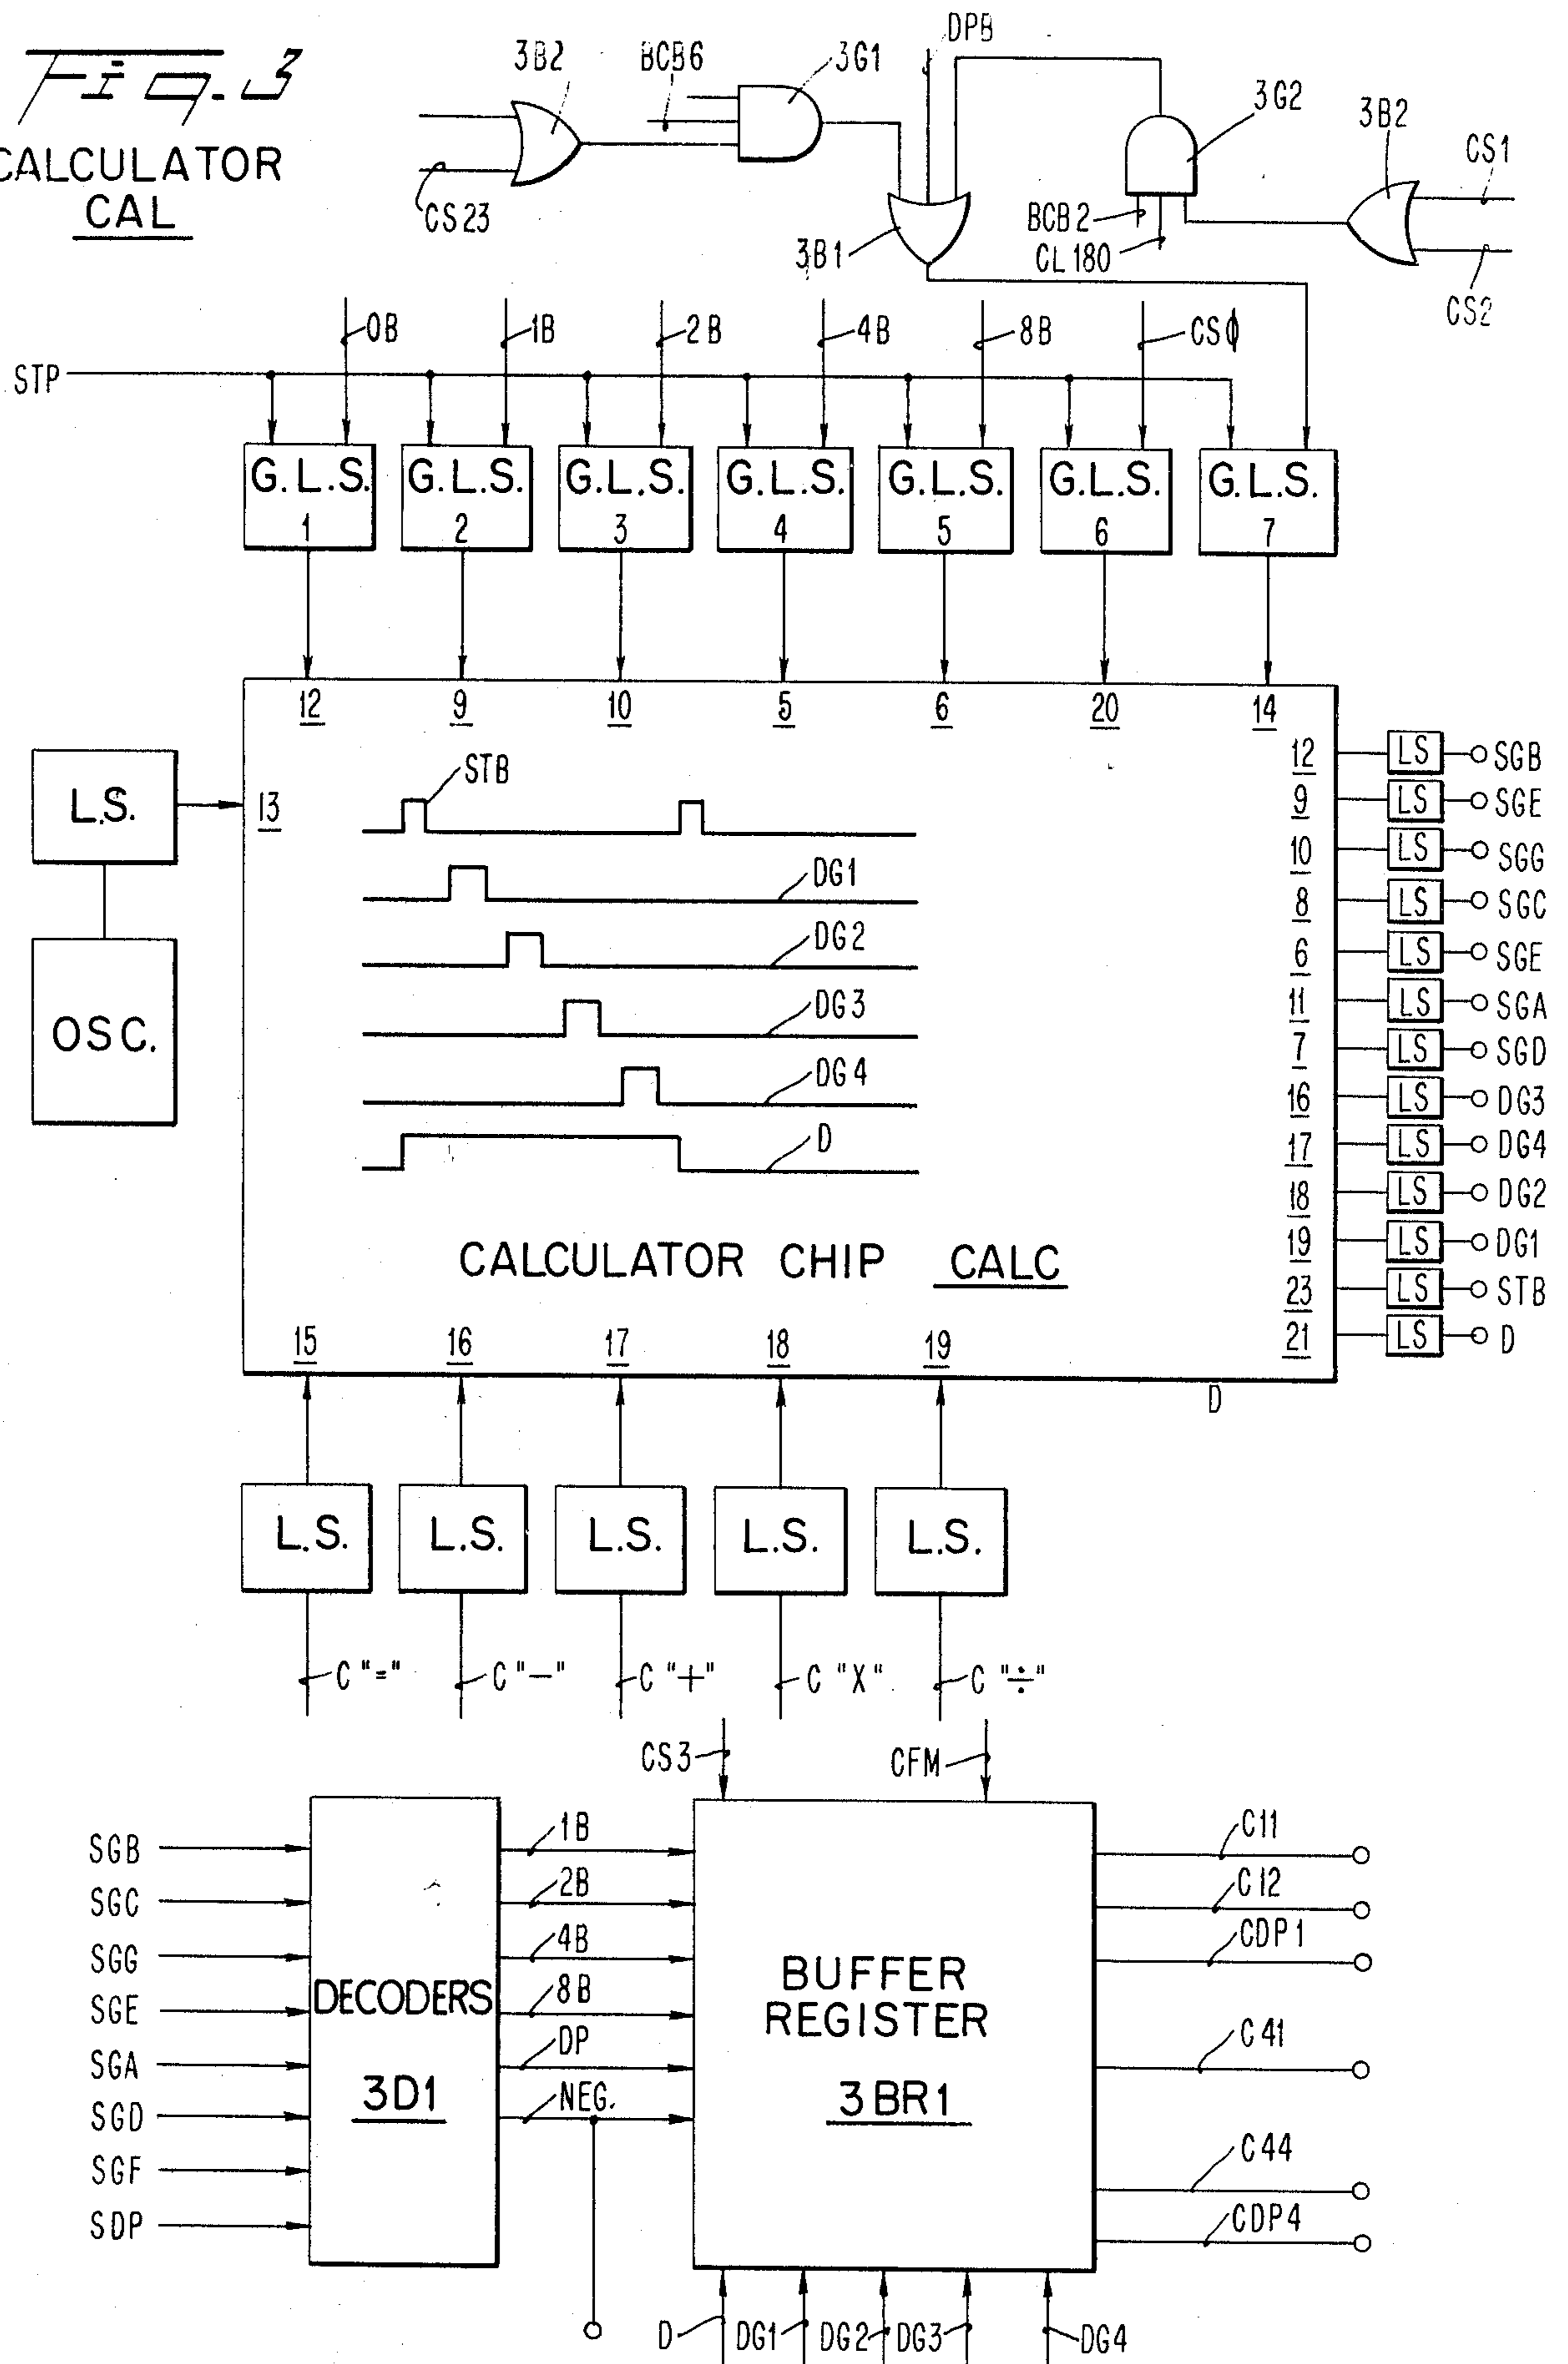 Fig. 3
CALCULATOR
CAL
3B2
BCB6
3G1
DPB
3G2
3B2
CS1
CS23
3B1
BCB2
CL180
CS2
STP
0B
1B
2B
4B
8B
CSϕ
G.L.S.
1
G.L.S.
2
G.L.S.
3
G.L.S.
4
G.L.S.
5
G.L.S.
6
G.L.S.
7
12
9
10
5
6
20
14
L.S.
OSC.
13
STB
DG1
DG2
DG3
DG4
D
CALCULATOR CHIP CALC
12 LS SGB
9 LS SGE
10 LS SGG
8 LS SGC
6 LS SGE
11 LS SGA
7 LS SGD
16 LS DG3
17 LS DG4
18 LS DG2
19 LS DG1
23 LS STB
21 LS D
15
16
17
18
19
D
L.S.
L.S.
L.S.
L.S.
L.S.
C "="
C "—"
C "+"
C "X"
C "÷"
CS3
CFM
SGB
SGC
SGG
SGE
SGA
SGD
SGF
SDP
DECODERS
3D1
1B
2B
4B
8B
DP
NEG.
BUFFER
REGISTER
3BR1
C11
C12
CDP1
C41
C44
CDP4
D
DG1
DG2
DG3
DG4